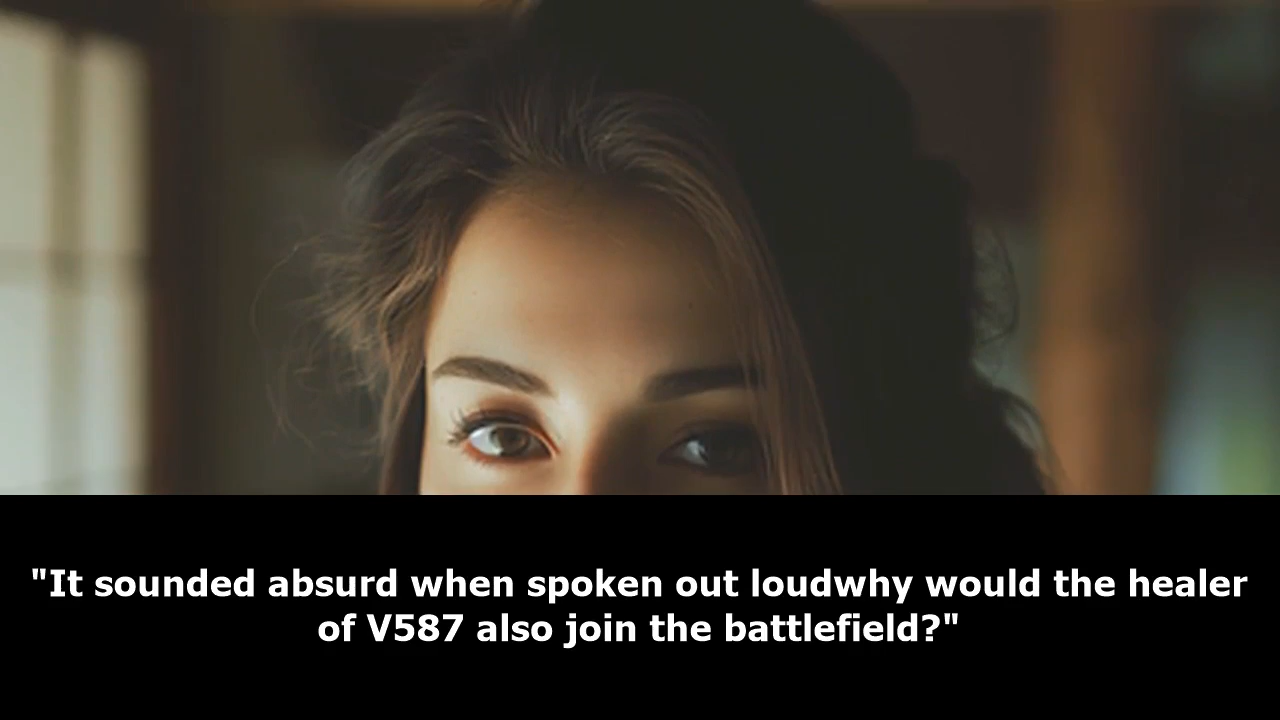 "It sounded absurd when spoken out loudwhy would the healer
of V587 also join the battlefield?"